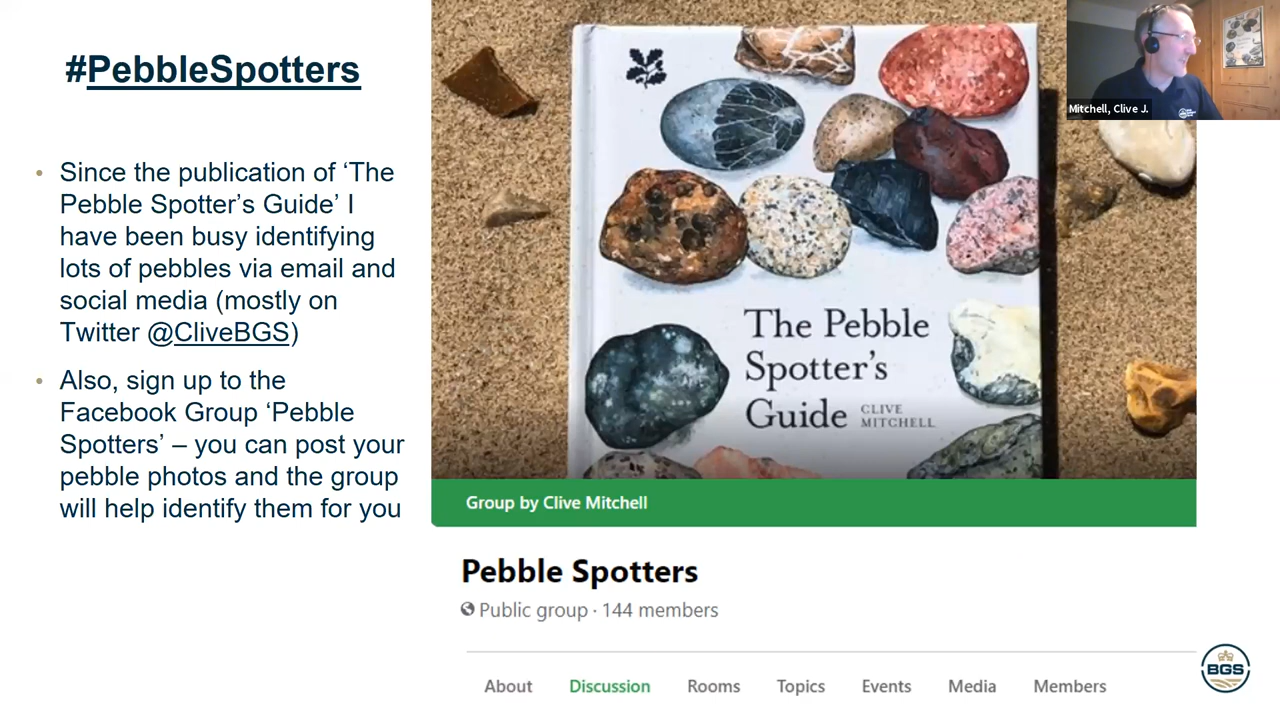 #PebbleSpotters
• Since the publication of ‘The
Pebble Spotter’s Guide’ I
have been busy identifying
lots of pebbles via email and
social media (mostly on
Twitter @CliveBGS)
• Also, sign up to the
Facebook Group ‘Pebble
Spotters’ – you can post your
pebble photos and the group
will help identify them for you
The Pebble
Spotter’s
Guide
CLIVE
MITCHELL
Mitchell, Clive J.
Group by Clive Mitchell
Pebble Spotters
Public group · 144 members
About Discussion Rooms Topics Events Media Members
BGS